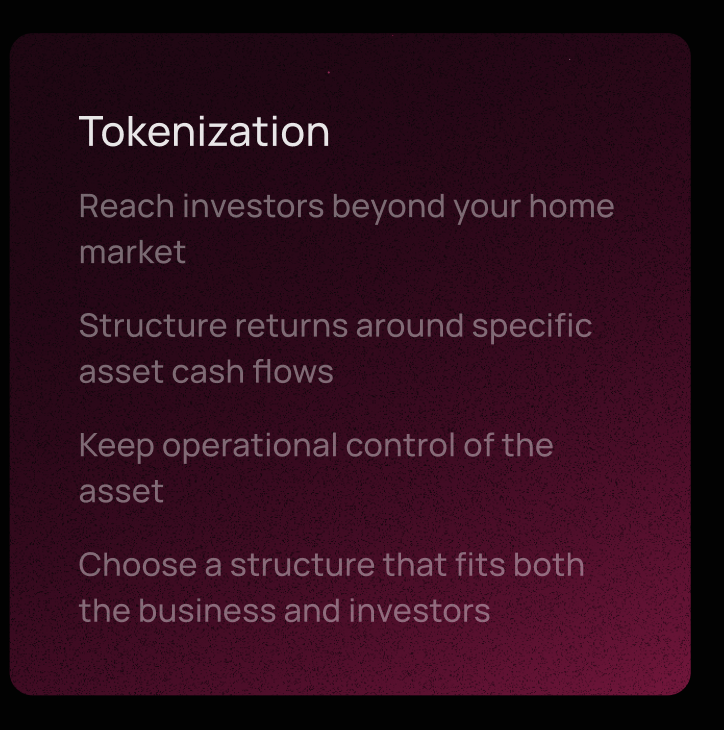 Tokenization
Reach investors beyond your home
market
Structure returns around specific
asset cash flows
Keep operational control of the
asset
Choose a structure that fits both
the business and investors